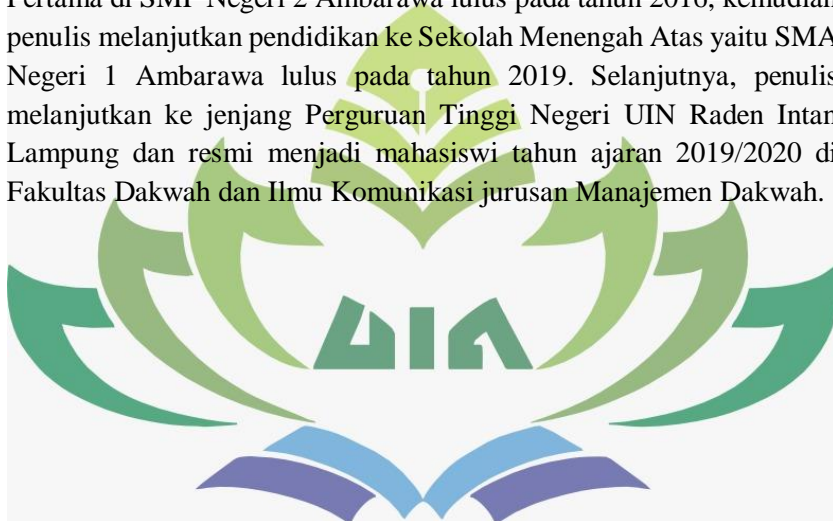 Pertama di SMP Negeri 2 Ambarawa lulus pada tahun 2016, kemudian
penulis melanjutkan pendidikan ke Sekolah Menengah Atas yaitu SMA
Negeri 1 Ambarawa lulus pada tahun 2019. Selanjutnya, penulis
melanjutkan ke jenjang Perguruan Tinggi Negeri UIN Raden Intan
Lampung dan resmi menjadi mahasiswi tahun ajaran 2019/2020 di
Fakultas Dakwah dan Ilmu Komunikasi jurusan Manajemen Dakwah.
UIN